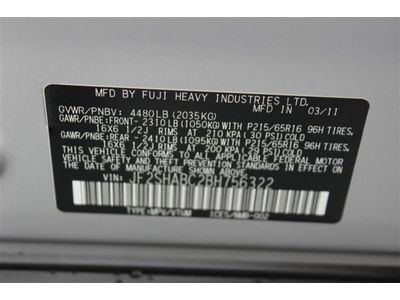 MFD BY FUJI HEAVY INDUSTRIES LTD.
GVWR/PNBV: 4480LB (2035KG) IN 03/11
GAWR/PNBE: FRONT- 2310LB (1050KG) WITH P215/65R16 96H TIRES,
16X6 1/2J RIMS AT 210 KPA (30 PSI) COLD
GAWR/PNBE: REAR - 2410LB (1095KG) WITH P215/65R16 96H TIRES,
16X6 1/2J RIMS AT 200 KPA (29 PSI) COLD
THIS VEHICLE CONFORMS TO ALL APPLICABLE FEDERAL
MOTOR VEHICLE SAFETY, BUMPER, AND THEFT PREVENTION
STANDARDS IN EFFECT ON THE DATE OF MANUFACTURE
SHOWN ABOVE.
JF2SHABC2BH756322
TYPE:MPV/VTUM ICES/NMB-002